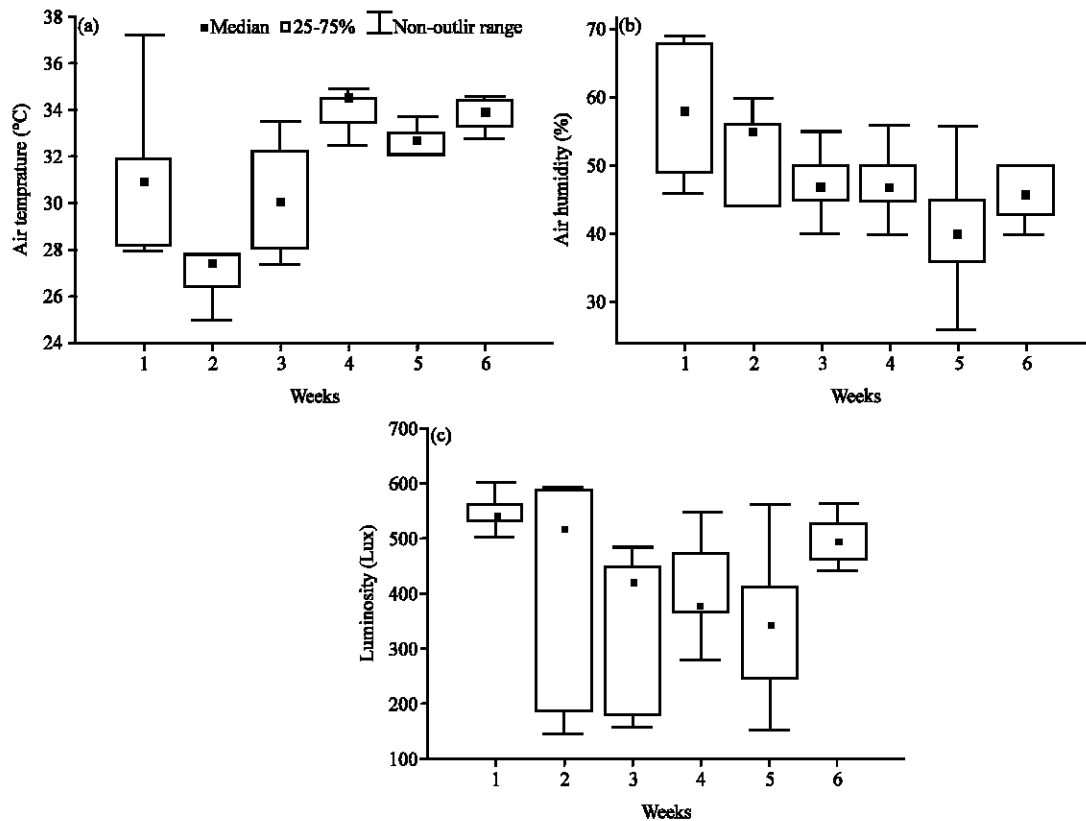 (a)
Median 25-75% Non-outlir range
Air temprature (°C)
38
36
34
32
30
28
26
24
1 2 3 4 5 6
Weeks
(b)
Air humidity (%)
70
60
50
40
30
1 2 3 4 5 6
Weeks
(c)
Luminosity (Lux)
700
600
500
400
300
200
100
1 2 3 4 5 6
Weeks